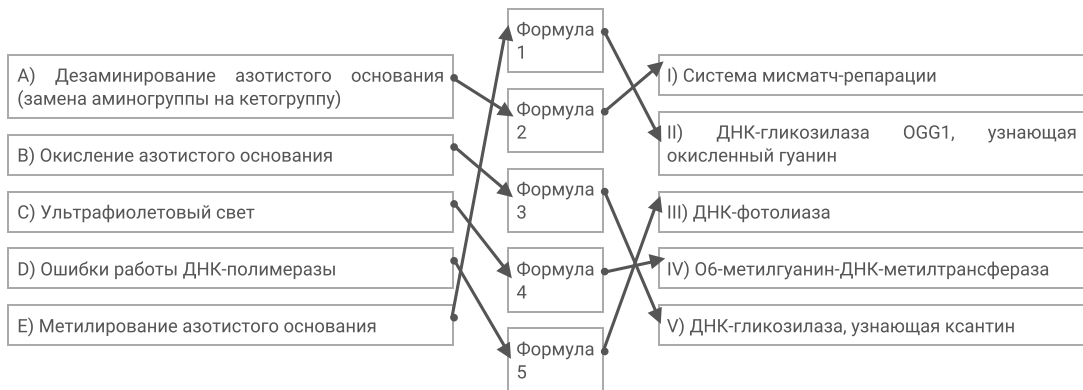 A) Дезаминирование азотистого основания
(замена аминогруппы на кетогруппу)
B) Окисление азотистого основания
C) Ультрафиолетовый свет
D) Ошибки работы ДНК-полимеразы
E) Метилирование азотистого основания
Формула
1
Формула
2
Формула
3
Формула
4
Формула
5
I) Система мисматч-репарации
II) ДНК-гликозилаза OGG1, узнающая
окисленный гуанин
III) ДНК-фотолиаза
IV) O6-метилгуанин-ДНК-метилтрансфераза
V) ДНК-гликозилаза, узнающая ксантин